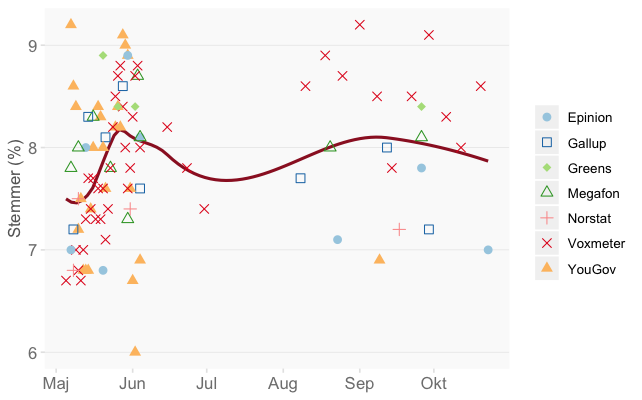 Stemmer (%)
9
8
7
6
Maj Jun Jul Aug Sep Okt
Epinion
Gallup
Greens
Megafon
Norstat
Voxmeter
YouGov